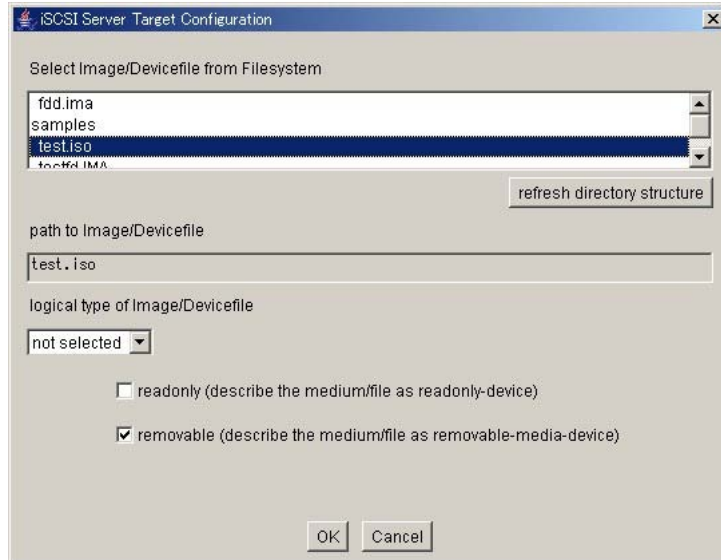 iSCSI Server Target Configuration
Select Image/Devicefile from Filesystem
fdd.ima
samples
test.iso
testfd.IMA
refresh directory structure
path to Image/Devicefile
test.iso
logical type of Image/Devicefile
not selected
readonly (describe the medium/file as readonly-device)
removable (describe the medium/file as removable-media-device)
OK Cancel